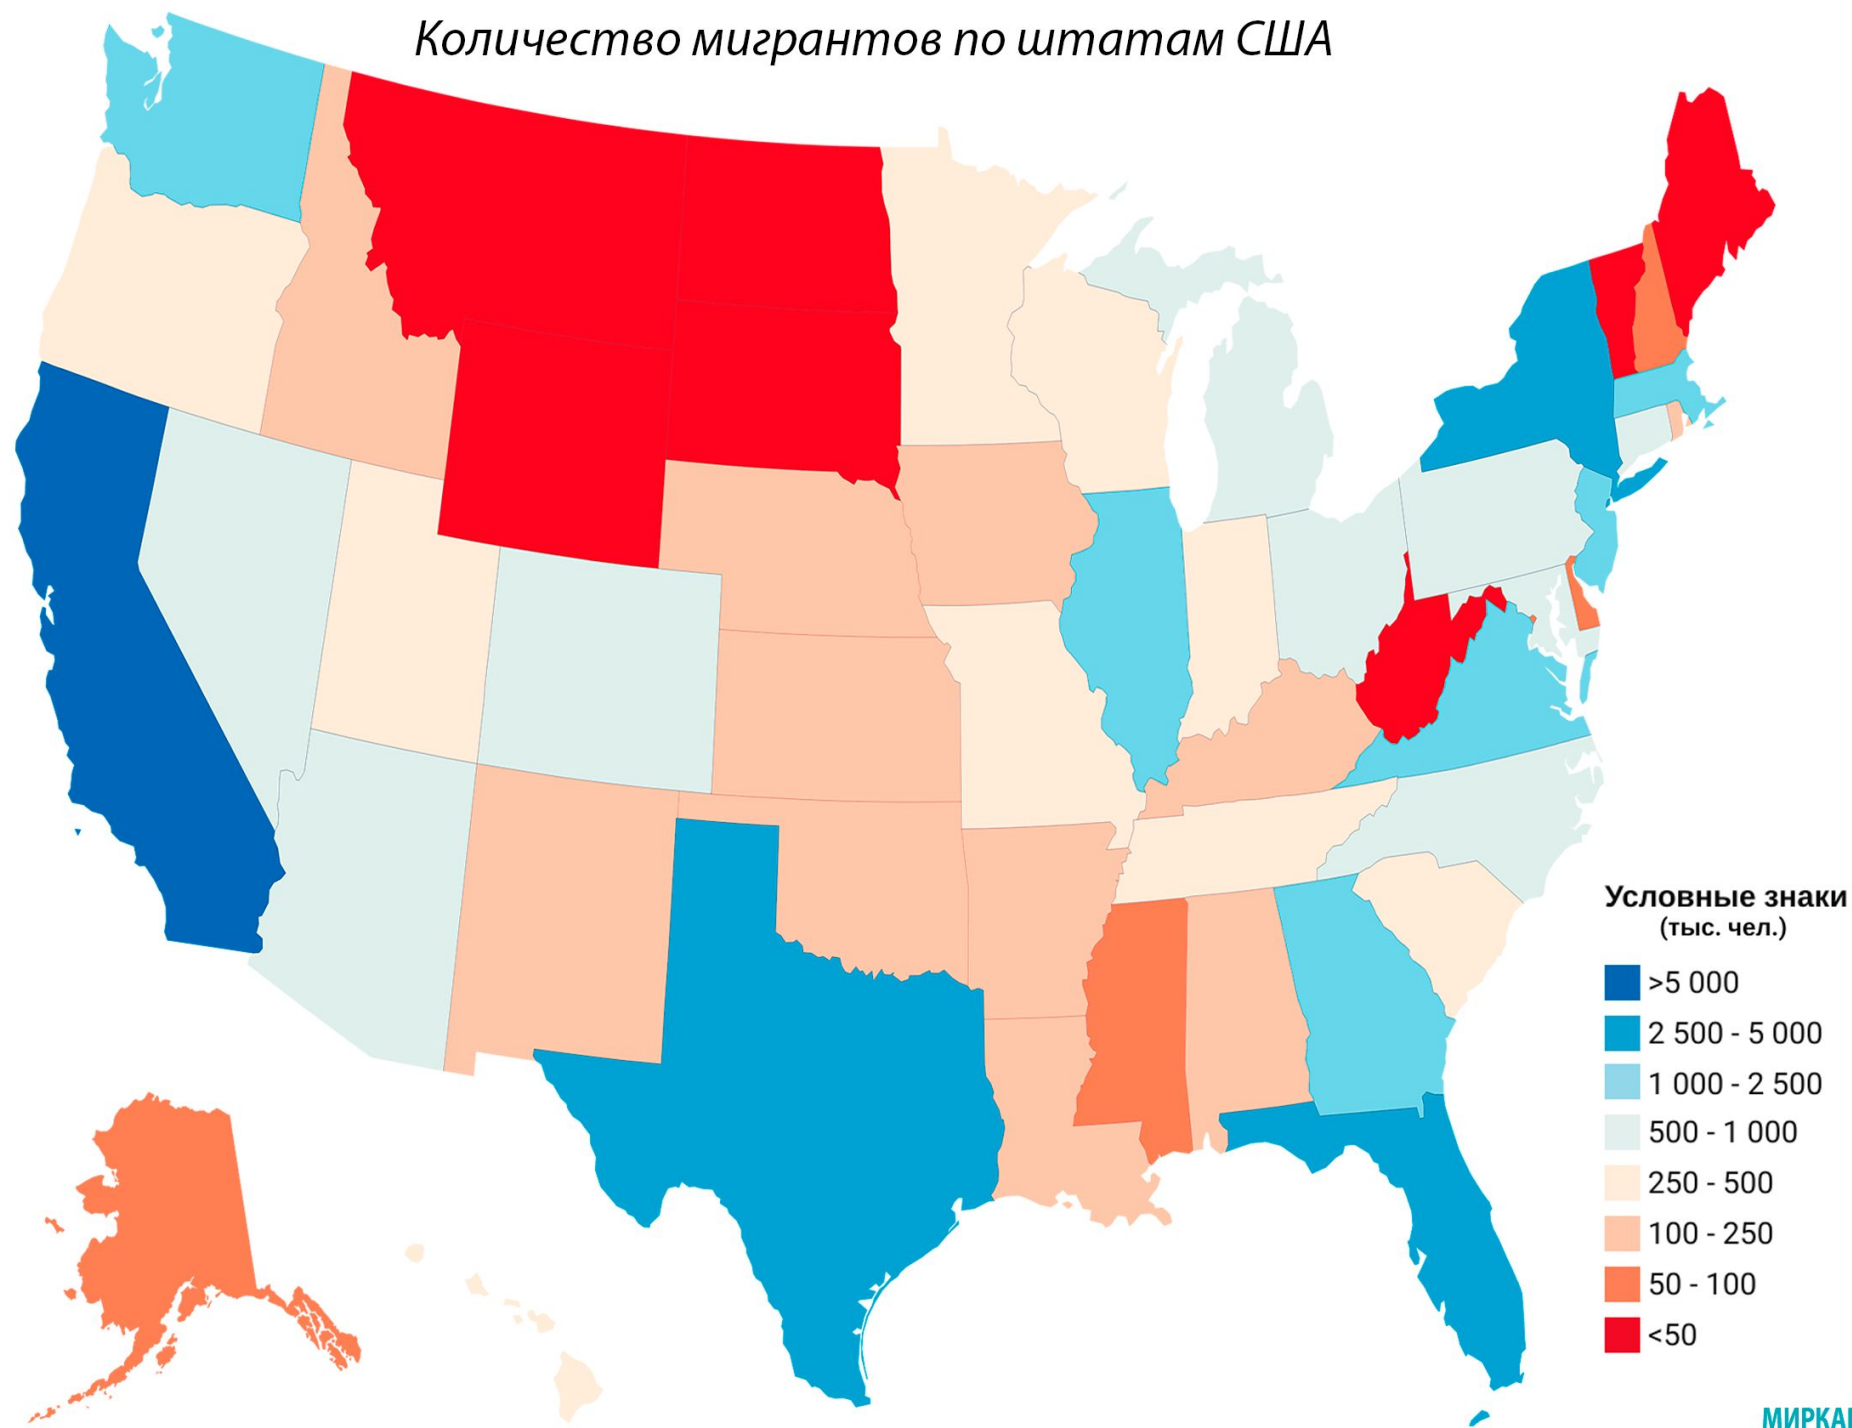 Количество мигрантов по штатам США
Условные знаки
(тыс. чел.)
>5 000
2 500 - 5 000
1 000 - 2 500
500 - 1 000
250 - 500
100 - 250
50 - 100
<50